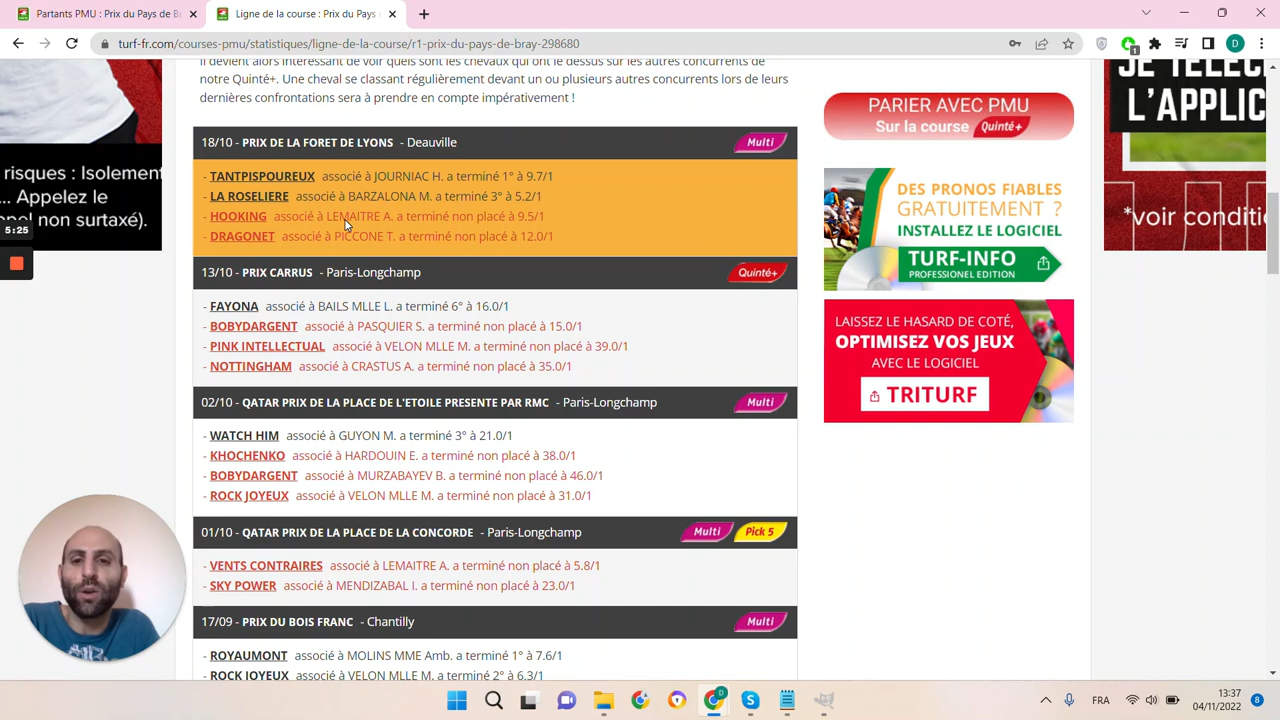 Partants PMU : Prix du Pays de B
Ligne de la course : Prix du Pays
turf-fr.com/courses-pmu/statistiques/ligne-de-la-course/r1-prix-du-pays-de-bray-298680
1
D
Il devient alors interessant de voir quels sont les chevaux qui ont le dessus sur les autres concurrents de
notre Quinté+. Une cheval se classant régulièrement devant un ou plusieurs autres concurrents lors de leurs
dernières confrontations sera à prendre en compte impérativement !
18/10 - PRIX DE LA FORET DE LYONS - Deauville
Multi
- TANTPISPOUREUX associé à JOURNIAC H. a terminé 1° à 9.7/1
- LA ROSELIERE associé à BARZALONA M. a terminé 3° à 5.2/1
- HOOKING associé à LEMAITRE A. a terminé non placé à 9.5/1
- DRAGONET associé à PICCONE T. a terminé non placé à 12.0/1
13/10 - PRIX CARRUS - Paris-Longchamp
Quinté+
- FAYONA associé à BAILS MLLE L. a terminé 6° à 16.0/1
- BOBYDARGENT associé à PASQUIER S. a terminé non placé à 15.0/1
- PINK INTELLECTUAL associé à VELON MLLE M. a terminé non placé à 39.0/1
- NOTTINGHAM associé à CRASTUS A. a terminé non placé à 35.0/1
02/10 - QATAR PRIX DE LA PLACE DE L'ETOILE PRESENTE PAR RMC - Paris-Longchamp
Multi
- WATCH HIM associé à GUYON M. a terminé 3° à 21.0/1
- KHOCHENKO associé à HARDOUIN E. a terminé non placé à 38.0/1
- BOBYDARGENT associé à MURZABAYEV B. a terminé non placé à 46.0/1
- ROCK JOYEUX associé à VELON MLLE M. a terminé non placé à 31.0/1
01/10 - QATAR PRIX DE LA PLACE DE LA CONCORDE - Paris-Longchamp
Multi
Pick 5
- VENTS CONTRAIRES associé à LEMAITRE A. a terminé non placé à 5.8/1
- SKY POWER associé à MENDIZABAL I. a terminé non placé à 23.0/1
17/09 - PRIX DU BOIS FRANC - Chantilly
Multi
- ROYAUMONT associé à MOLINS MME Amb. a terminé 1° à 7.6/1
- ROCK JOYEUX associé à VELON MLLE M. a terminé 2° à 6.3/1
risques : Isolement
... Appelez le
pel non surtaxé).
5:25
PARIER AVEC PMU
Sur la course Quinté+
DES PRONOS FIABLES
GRATUITEMENT ?
INSTALLEZ LE LOGICIEL
TURF-INFO
PROFESSIONEL EDITION
LAISSEZ LE HASARD DE COTÉ,
OPTIMISEZ VOS JEUX
AVEC LE LOGICIEL
TRITURF
JE TÉLÉC
L'APPLIC
*voir conditi
D
FRA
13:37
04/11/2022
8